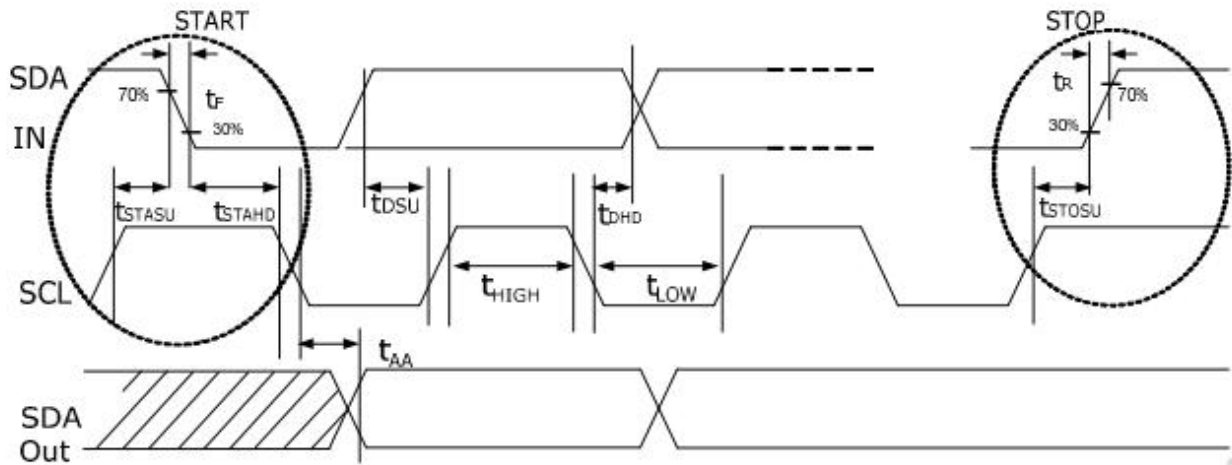 START
STOP
SDA
IN
70%
tF
30%
tR
70%
30%
tSTASU
tSTAHD
tDSU
tDHD
tSTOSU
SCL
tHIGH
tLOW
tAA
SDA
Out